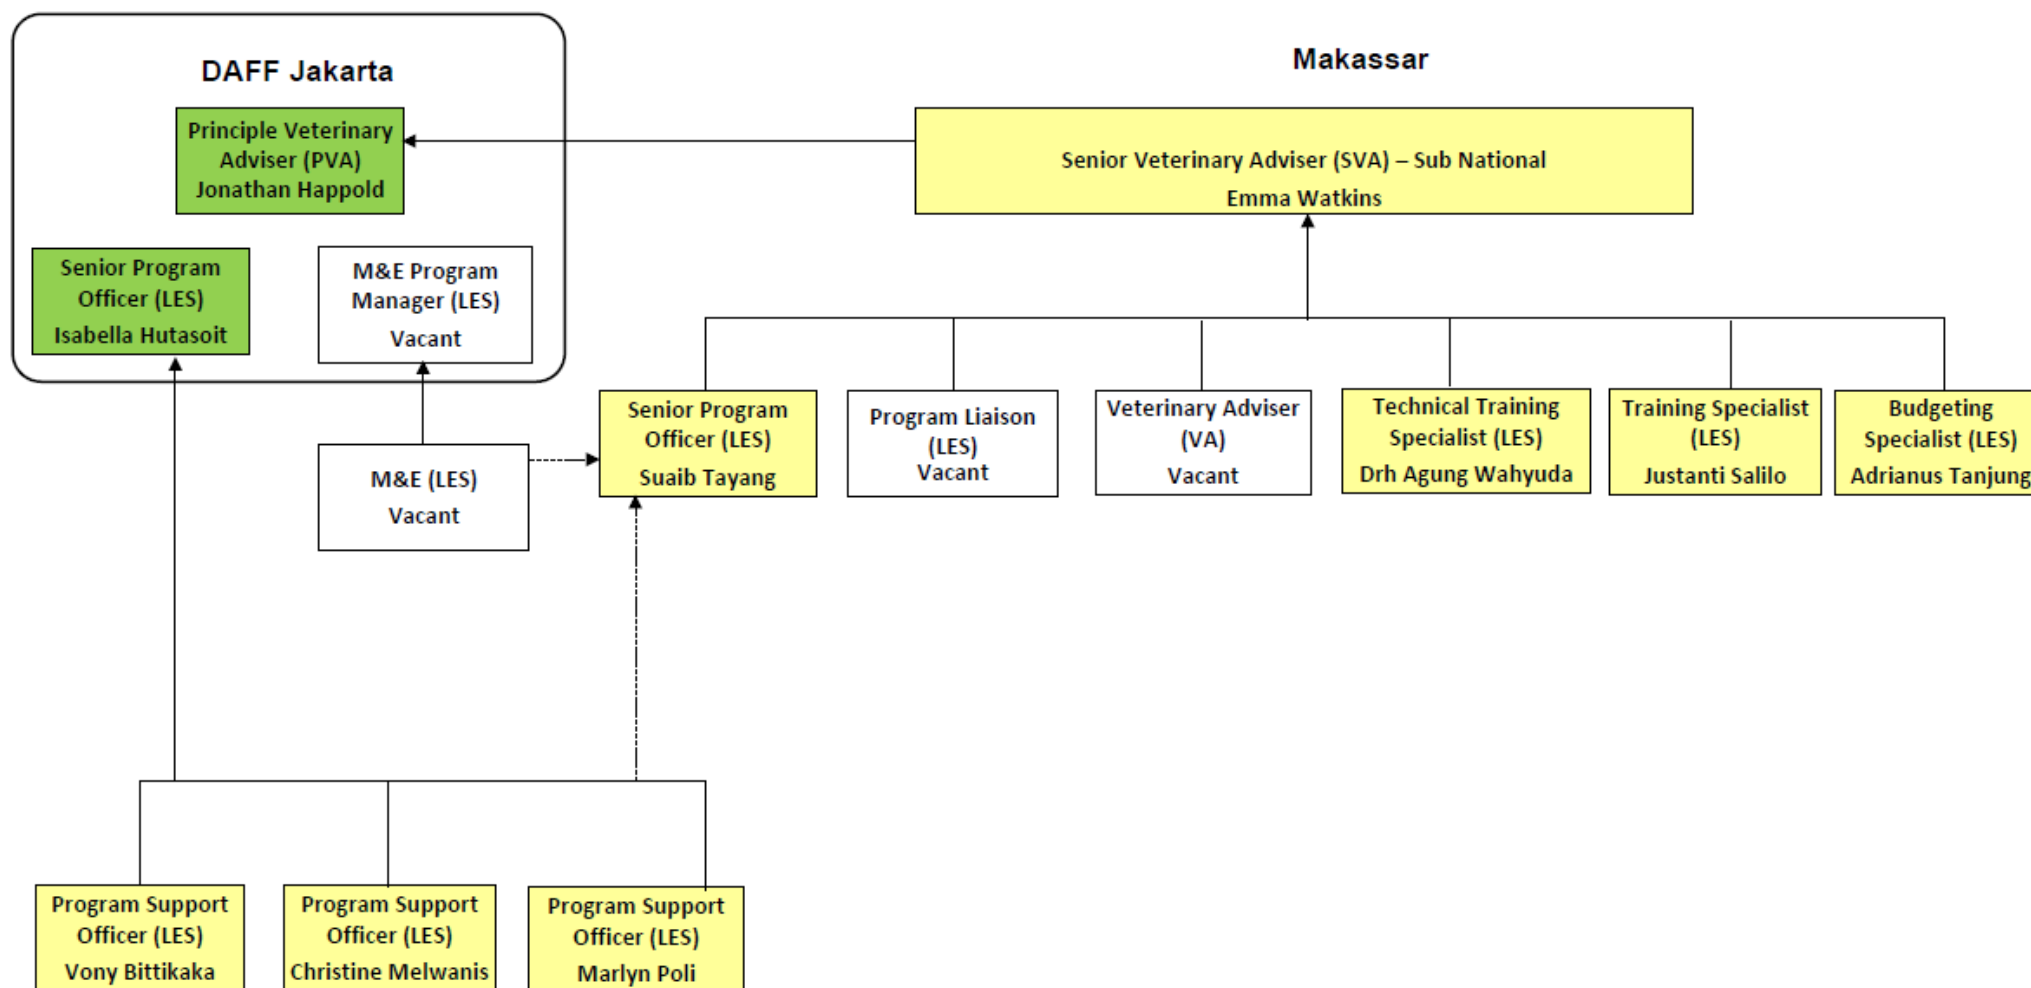 DAFF Jakarta
Makassar
Principle Veterinary
Adviser (PVA)
Jonathan Happold
Senior Veterinary Adviser (SVA) – Sub National
Emma Watkins
Senior Program
Officer (LES)
Isabella Hutasoit
M&E Program
Manager (LES)
Vacant
Senior Program
Officer (LES)
Suaib Tayang
Program Liaison
(LES)
Vacant
Veterinary Adviser
(VA)
Vacant
Technical Training
Specialist (LES)
Drh Agung Wahyuda
Training Specialist
(LES)
Justanti Salilo
Budgeting
Specialist (LES)
Adrianus Tanjung
M&E (LES)
Vacant
Program Support
Officer (LES)
Vony Bittikaka
Program Support
Officer (LES)
Christine Melwanis
Program Support
Officer (LES)
Marlyn Poli